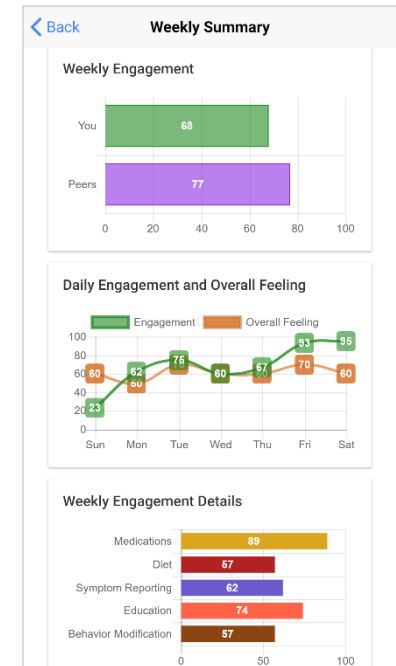 Back Weekly Summary
Weekly Engagement
You 68
Peers 77
0 20 40 60 80 100
Daily Engagement and Overall Feeling
Engagement Overall Feeling
100
80
60
40
20
0
60 23
62 50
75
60
67
93 70
95 60
Sun Mon Tue Wed Thu Fri Sat
Weekly Engagement Details
Medications 89
Diet 57
Symptom Reporting 62
Education 74
Behavior Modification 57
0 50 100